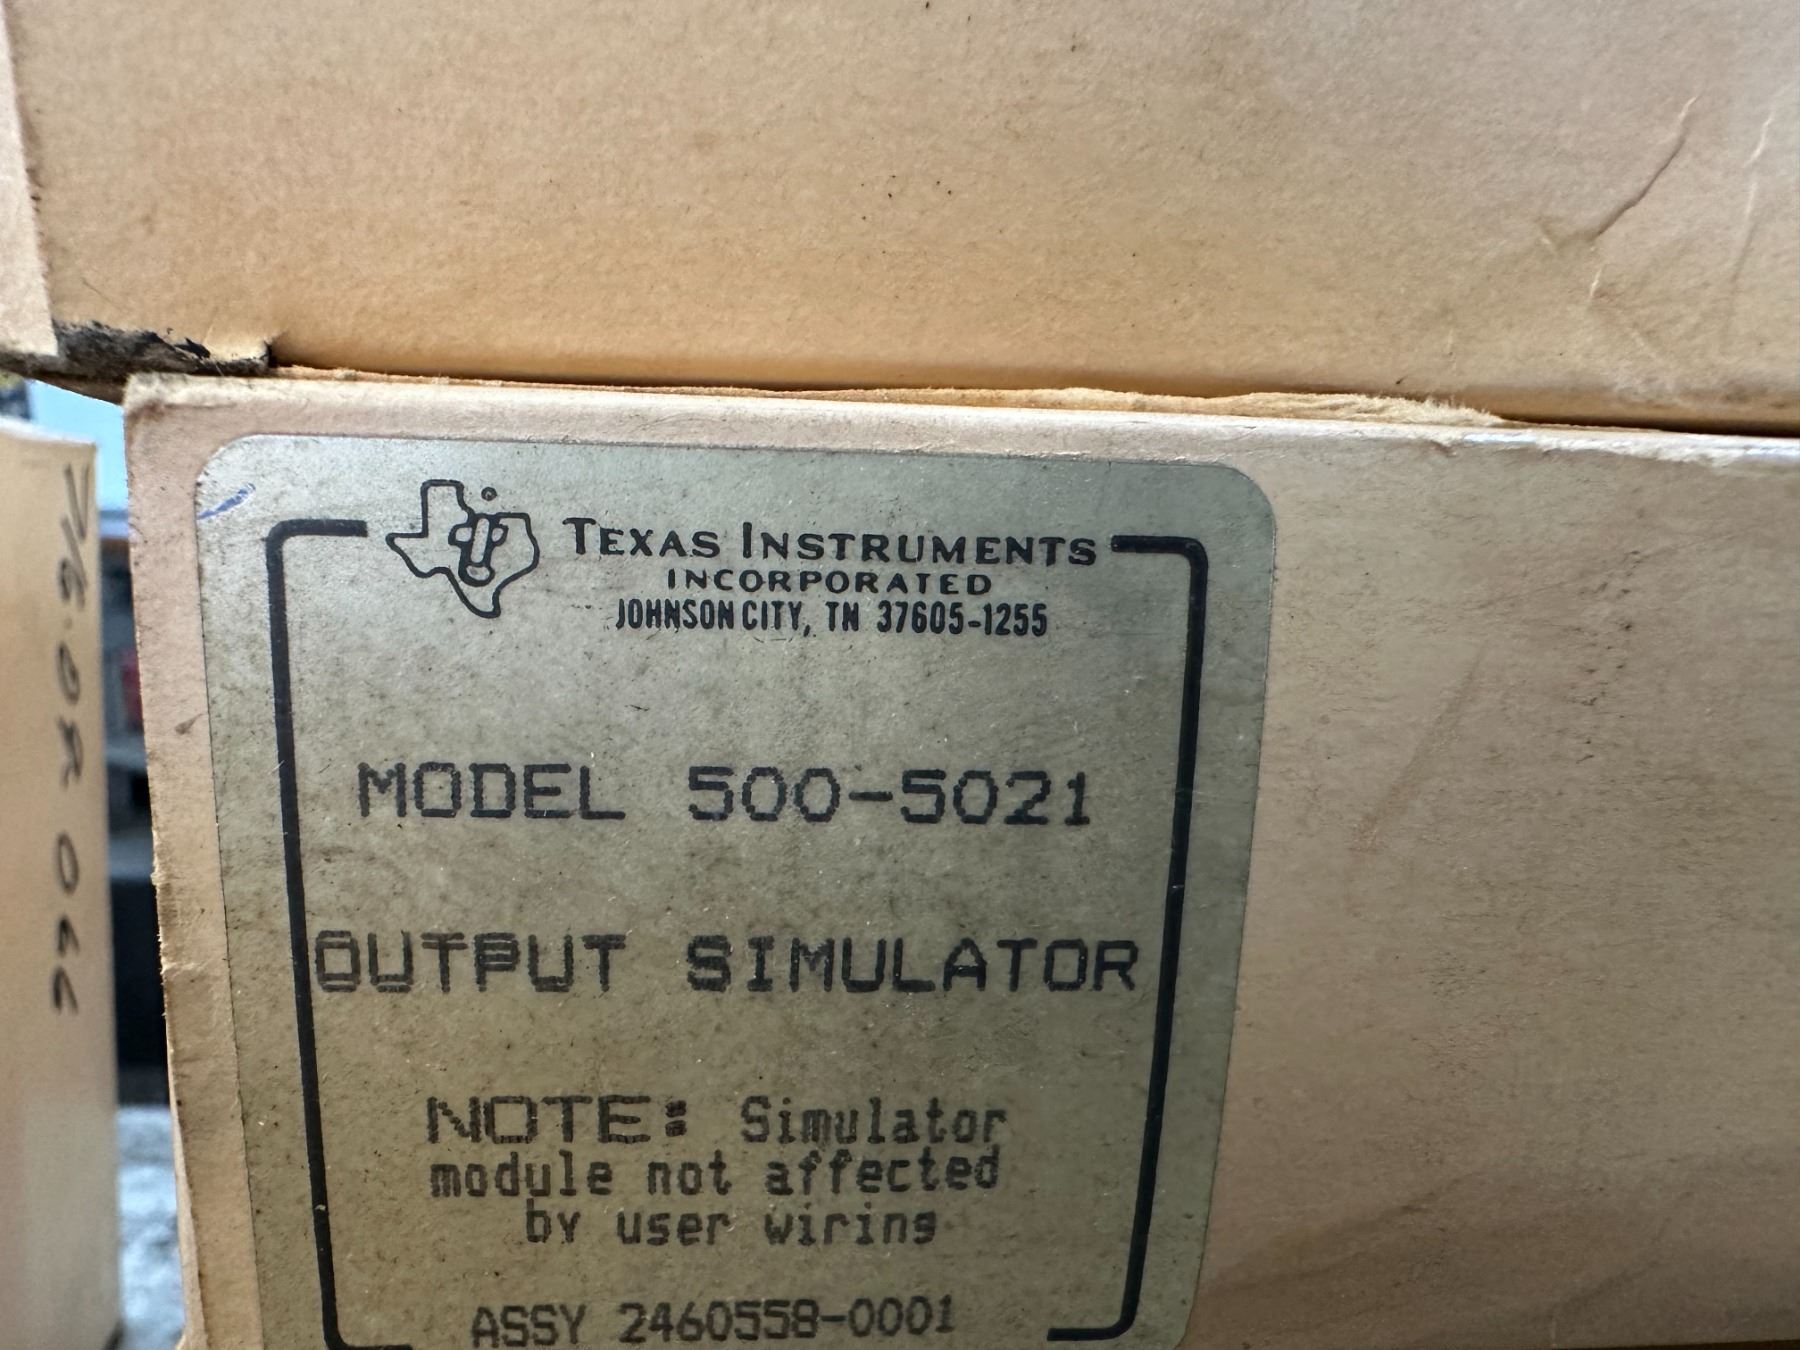 TEXAS INSTRUMENTS
INCORPORATED
JOHNSON CITY, TN 37605-1255
MODEL 500-5021
OUTPUT SIMULATOR
NOTE: Simulator
module not affected
by user wiring
ASSY 2460558-0001